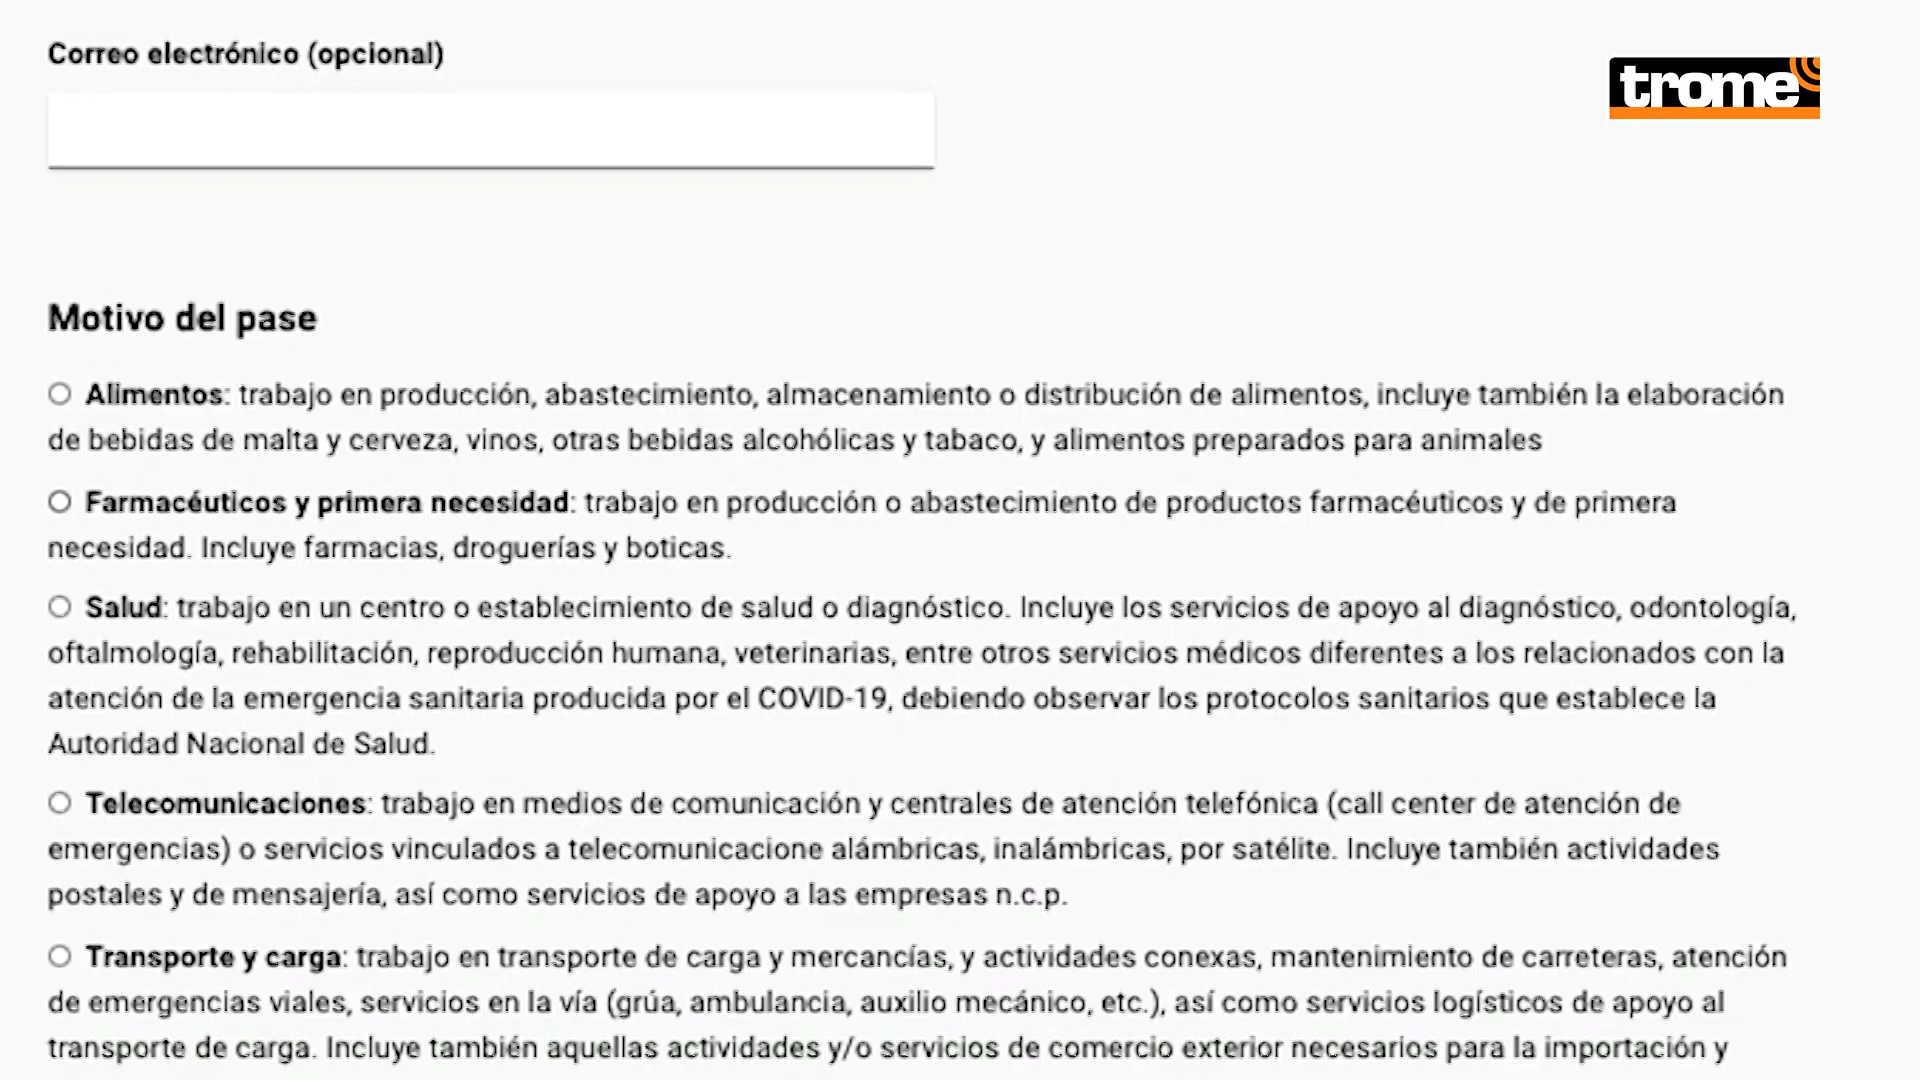 Correo electrónico (opcional)
trome
Motivo del pase
Alimentos: trabajo en producción, abastecimiento, almacenamiento o distribución de alimentos, incluye también la elaboración
de bebidas de malta y cerveza, vinos, otras bebidas alcohólicas y tabaco, y alimentos preparados para animales
Farmacéuticos y primera necesidad: trabajo en producción o abastecimiento de productos farmacéuticos y de primera
necesidad. Incluye farmacias, droguerías y boticas.
Salud: trabajo en un centro o establecimiento de salud o diagnóstico. Incluye los servicios de apoyo al diagnóstico, odontología,
oftalmología, rehabilitación, reproducción humana, veterinarias, entre otros servicios médicos diferentes a los relacionados con la
atención de la emergencia sanitaria producida por el COVID-19, debiendo observar los protocolos sanitarios que establece la
Autoridad Nacional de Salud.
Telecomunicaciones: trabajo en medios de comunicación y centrales de atención telefónica (call center de atención de
emergencias) o servicios vinculados a telecomunicacione alámbricas, inalámbricas, por satélite. Incluye también actividades
postales y de mensajería, así como servicios de apoyo a las empresas n.c.p.
Transporte y carga: trabajo en transporte de carga y mercancías, y actividades conexas, mantenimiento de carreteras, atención
de emergencias viales, servicios en la vía (grúa, ambulancia, auxilio mecánico, etc.), así como servicios logísticos de apoyo al
transporte de carga. Incluye también aquellas actividades y/o servicios de comercio exterior necesarios para la importación y